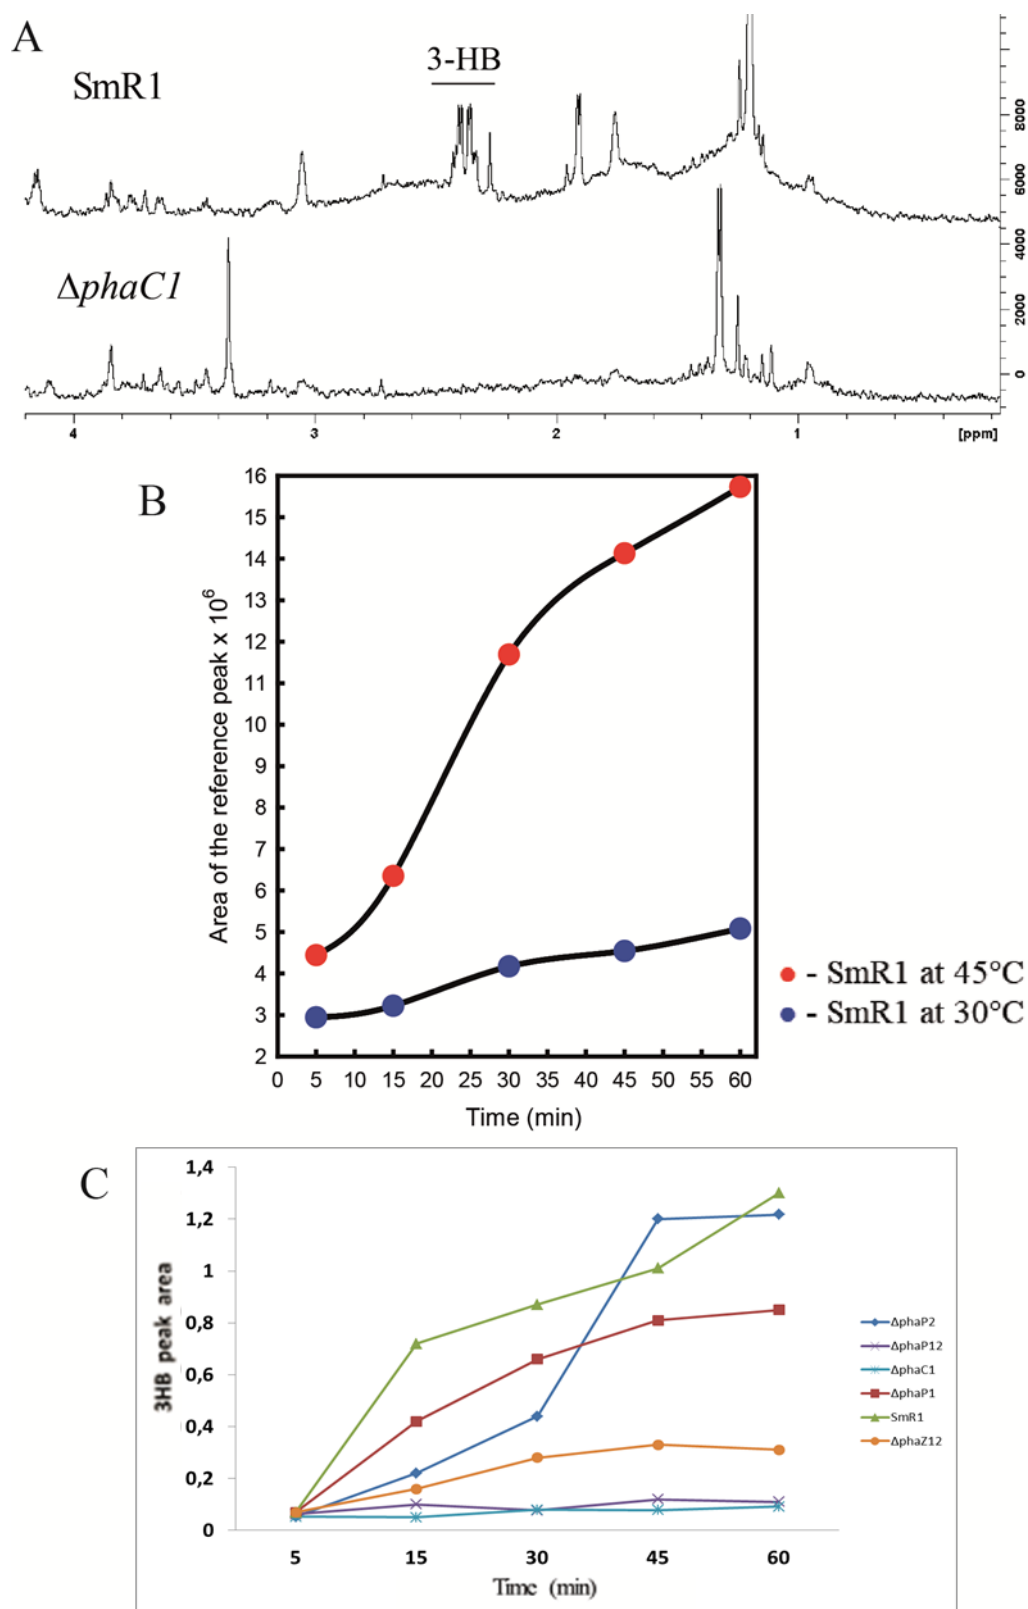 A
SmR1
3-HB
8000
6000
4000
2000
0
ΔphaC1
4 3 2 1 [ppm]
B
16
15
14
13
12
11
10
9
8
7
6
5
4
3
2
Area of the reference peak x 10⁶
0 5 10 15 20 25 30 35 40 45 50 55 60
Time (min)
- SmR1 at 45°C
- SmR1 at 30°C
C
1,4
1,2
1
0,8
0,6
0,4
0,2
0
3HB peak area
5 15 30 45 60
Time (min)
ΔphaP2
ΔphaP12
ΔphaC1
ΔphaP1
SmR1
ΔphaZ12